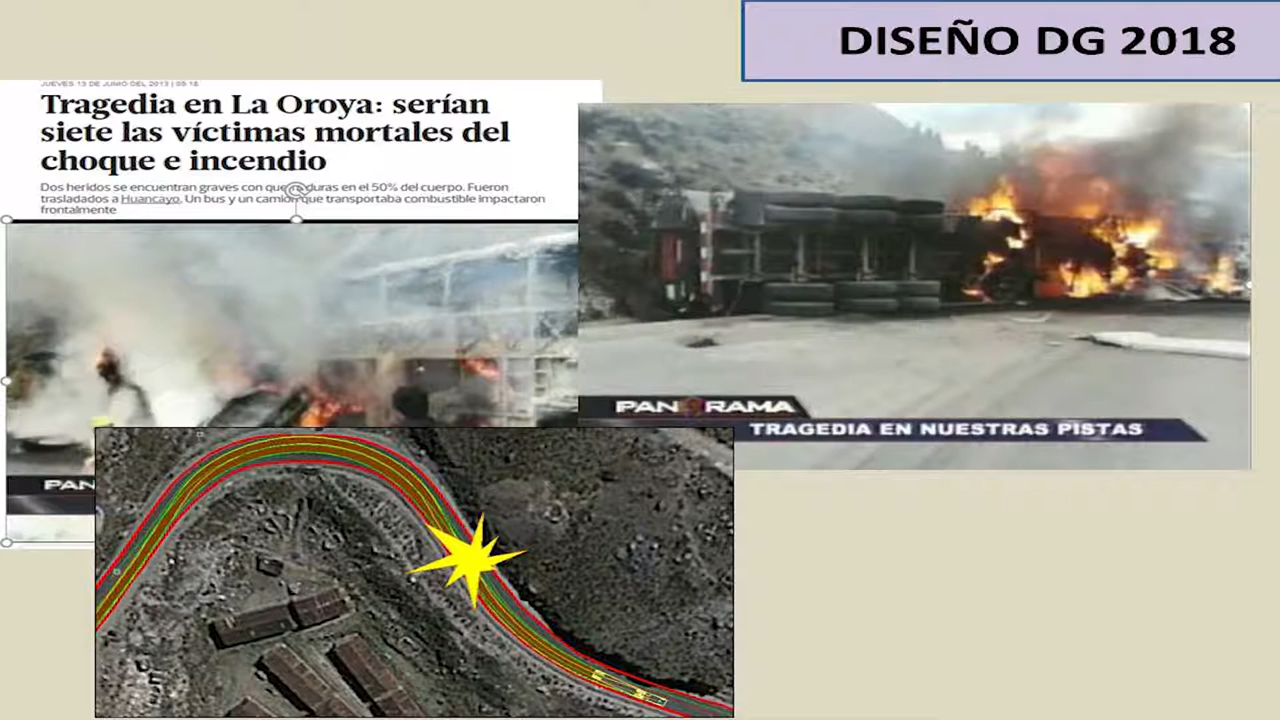 DISEÑO DG 2018
JUEVES 13 DE JUNIO DEL 2013 | 09:18
Tragedia en La Oroya: serían
siete las víctimas mortales del
choque e incendio
Dos heridos se encuentran graves con quemaduras en el 50% del cuerpo. Fueron
trasladados a Huancayo. Un bus y un camión que transportaba combustible impactaron
frontalmente
PANORAMA
TRAGEDIA EN NUESTRAS PISTAS
PAN